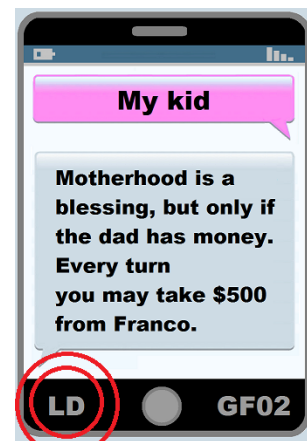 My kid
Motherhood is a
blessing, but only if
the dad has money.
Every turn
you may take $500
from Franco.
LD
GF02